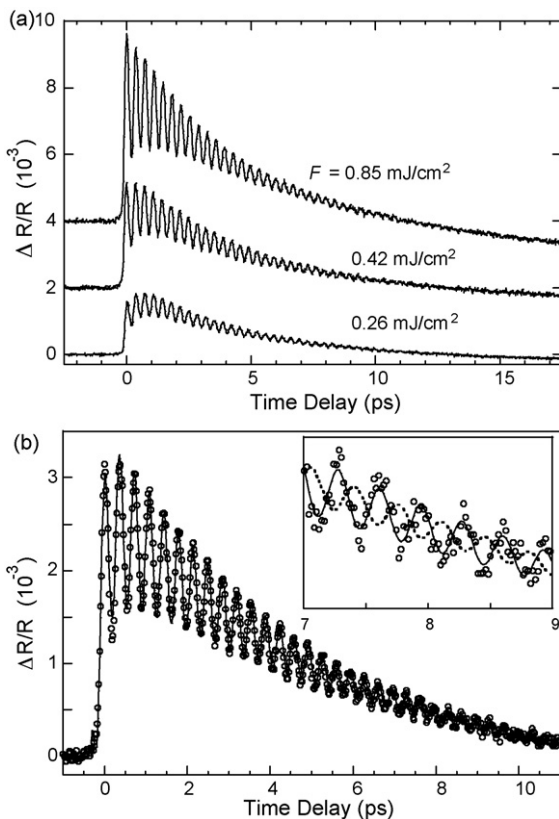 (a)
10
8
6
4
2
0
Δ R/R (10-3)
F = 0.85 mJ/cm2
0.42 mJ/cm2
0.26 mJ/cm2
0 5 10 15
Time Delay (ps)
(b)
3
2
1
0
Δ R/R (10-3)
7 8 9
0 2 4 6 8 10
Time Delay (ps)